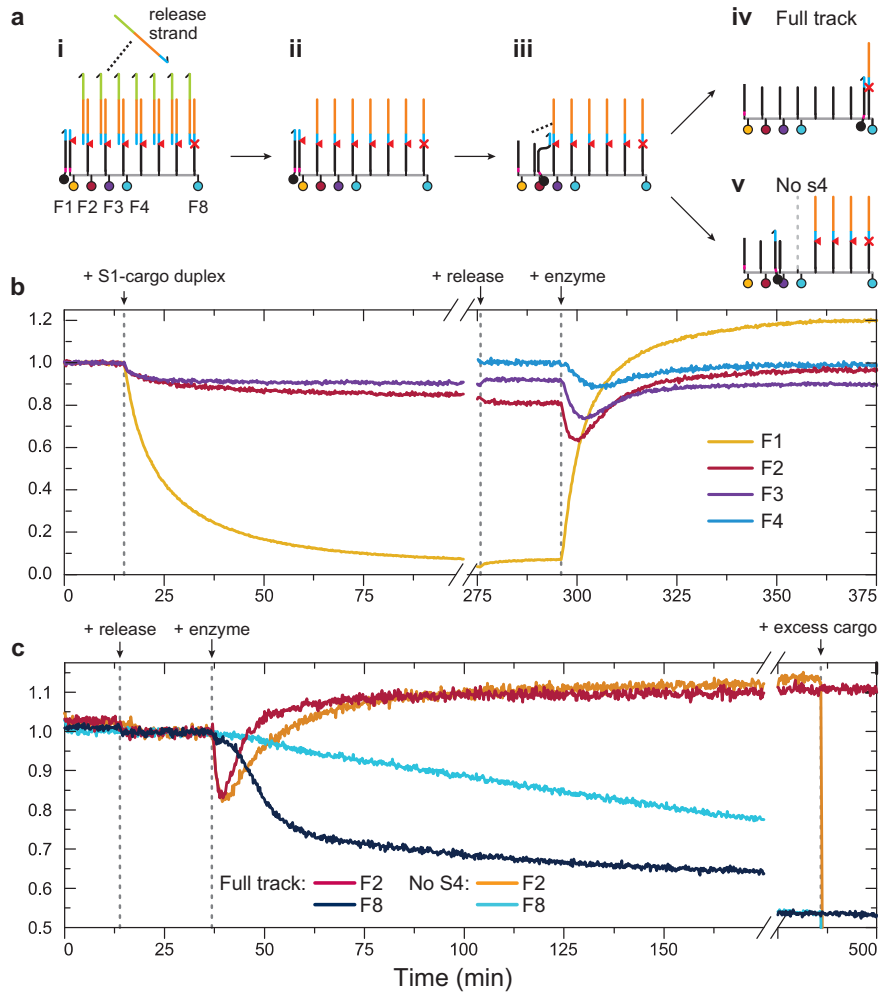 a
release
strand
i
ii
iii
iv Full track
v No s4
F1 F2 F3 F4 F8
b
+ S1-cargo duplex
+ release
+ enzyme
1.2
1.0
0.8
0.6
0.4
0.2
0.0
F1
F2
F3
F4
0 25 50 75 100 275 300 325 350 375
+ release
+ enzyme
+ excess cargo
c
1.1
1.0
0.9
0.8
0.7
0.6
0.5
Full track: F2 No S4: F2
F8 F8
0 25 50 75 100 125 150 500
Time (min)